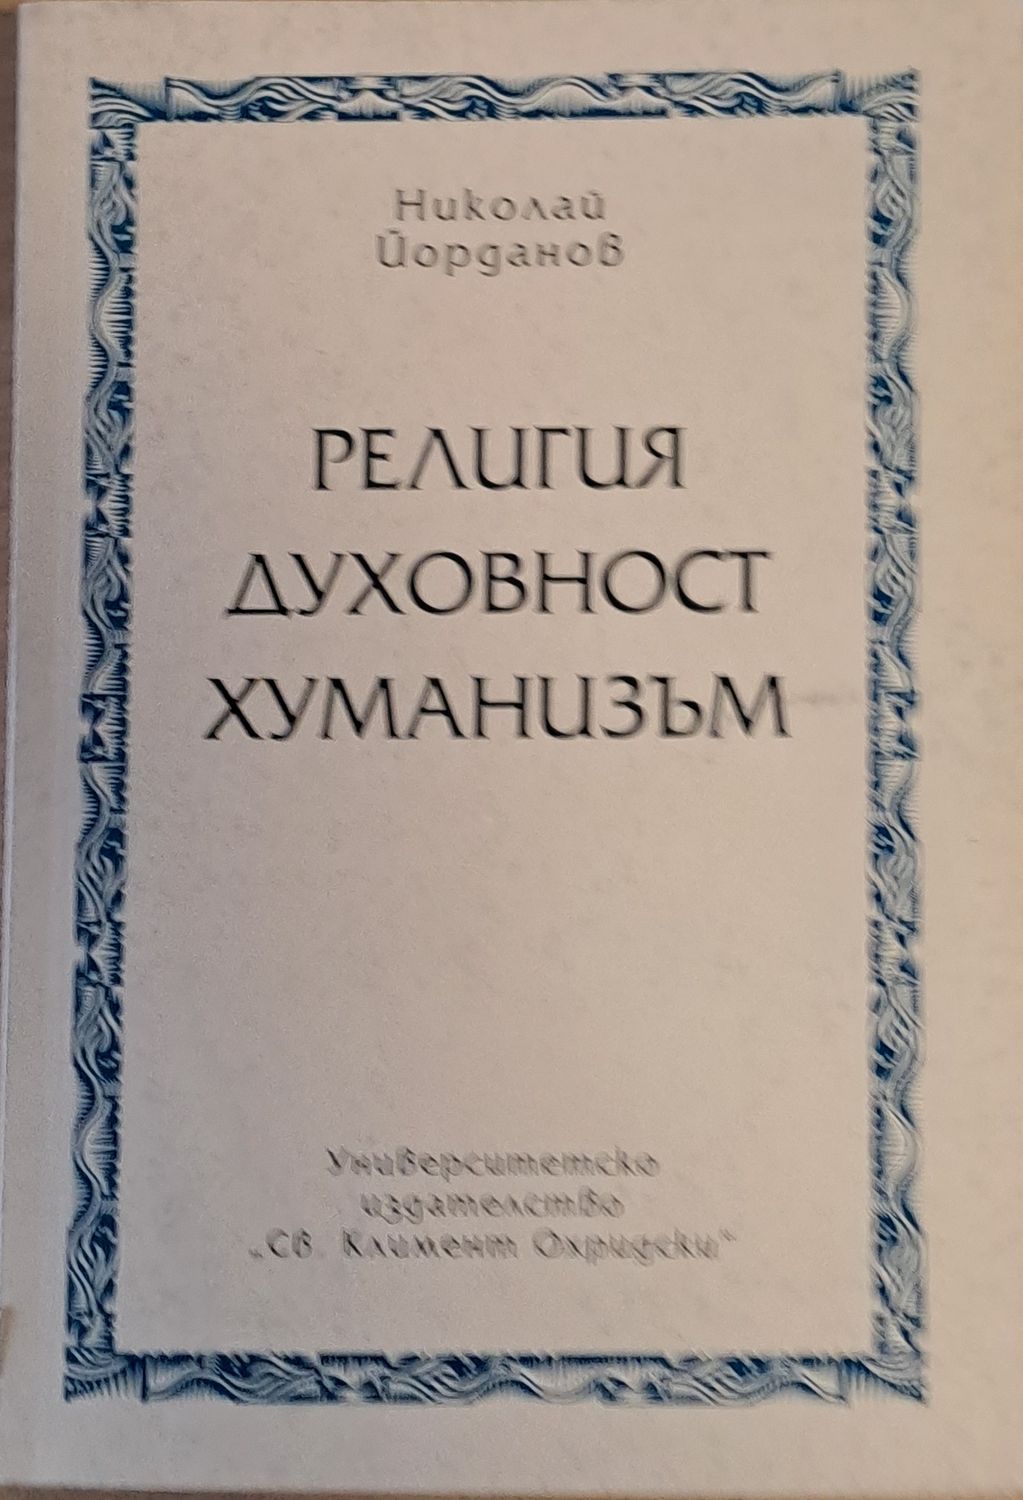 Николай
Йорданов
РЕЛИГИЯ
ДУХОВНОСТ
ХУМАНИЗЪМ
Университетско
издателство
„Св. Климент Охридски“